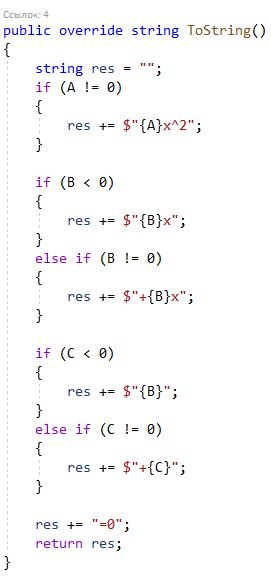 Ссылок: 4
public override string ToString()
{
    string res = "";
    if (A != 0)
    {
        res += $"{A}x^2";
    }

    if (B < 0)
    {
        res += $"{B}x";
    }
    else if (B != 0)
    {
        res += $"+{B}x";
    }

    if (C < 0)
    {
        res += $"{B}";
    }
    else if (C != 0)
    {
        res += $"+{C}";
    }

    res += "=0";
    return res;
}